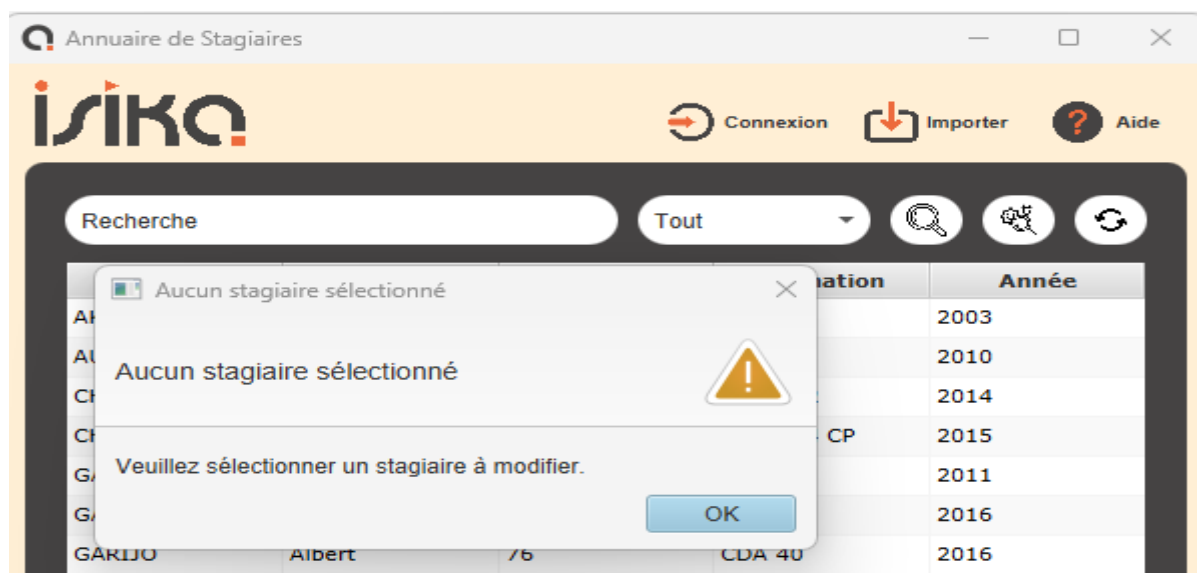 Annuaire de Stagiaires
isika
Connexion Importer ? Aide
Recherche Tout
Aucun stagiaire sélectionné
Année
2003
Aucun stagiaire sélectionné
2010
2014
CP 2015
Veuillez sélectionner un stagiaire à modifier.
2011
OK
2016
GARIJO Albert 76 CDA 40 2016